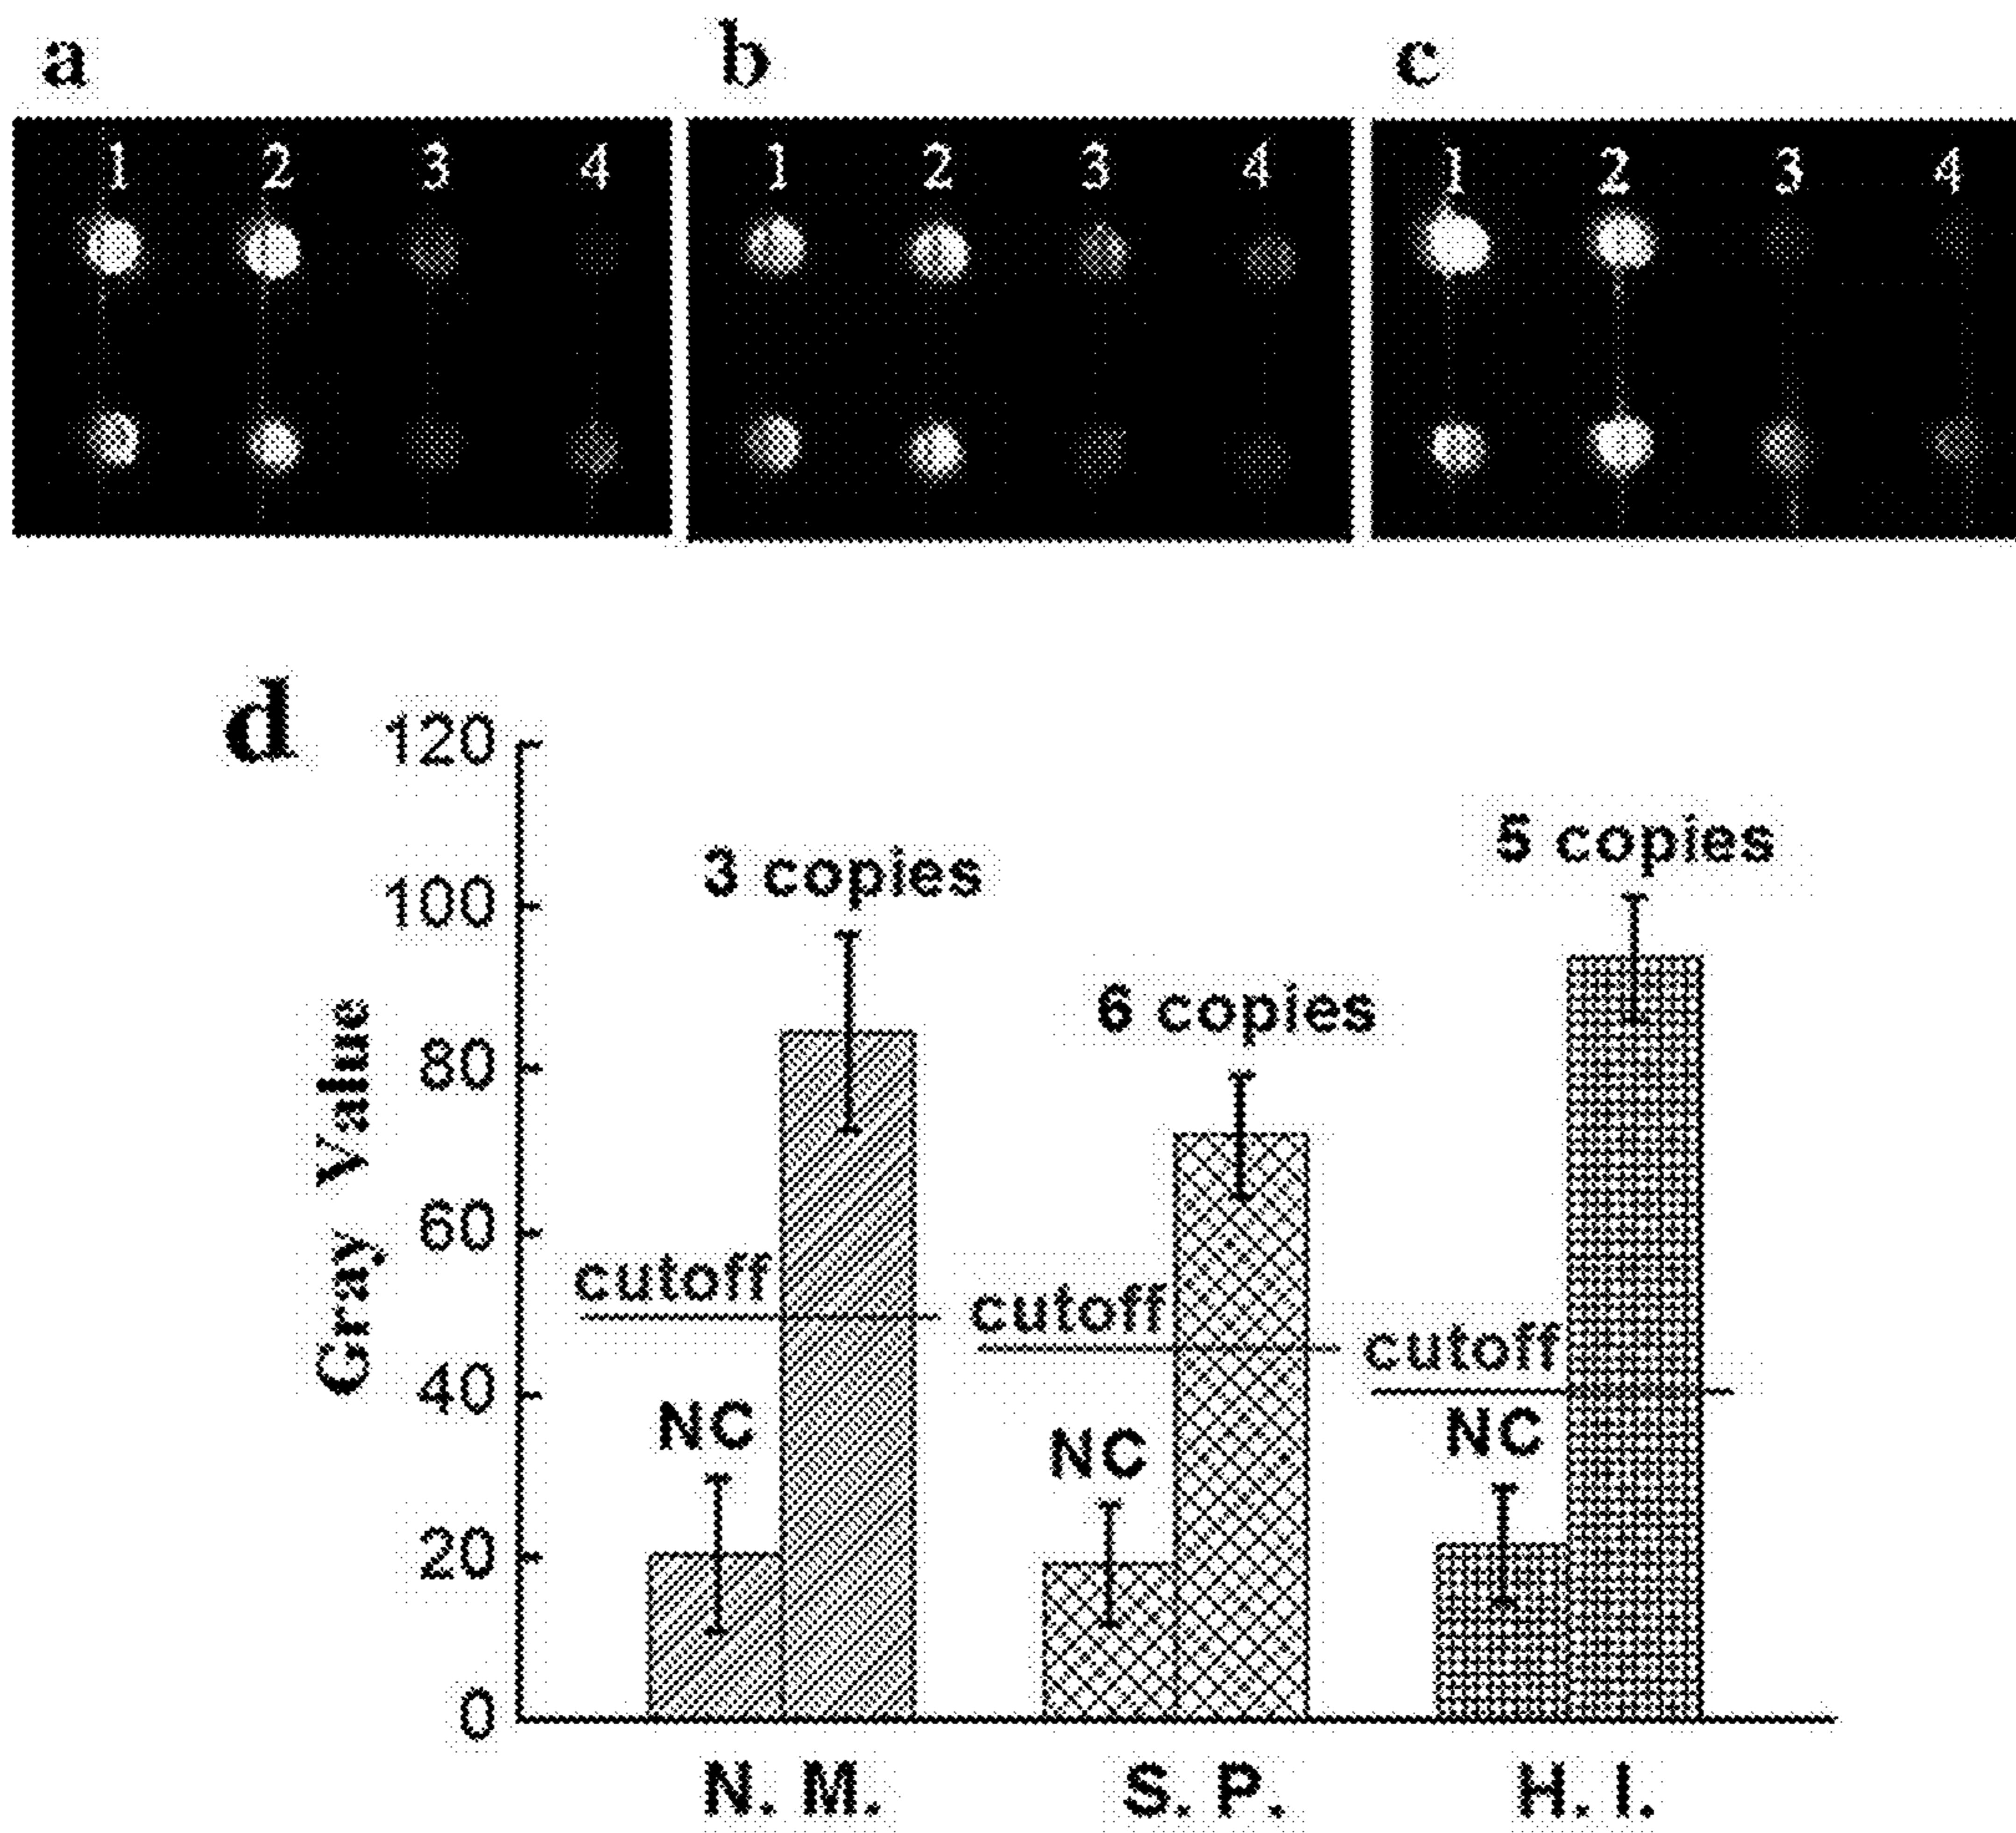 a b c
1 2 3 4 1 2 3 4 1 2 3 4
d
120
100
80
60
40
20
0
Gray Value
3 copies
6 copies
5 copies
cutoff
cutoff
cutoff
NC
NC
NC
N. M. S. P. H. I.